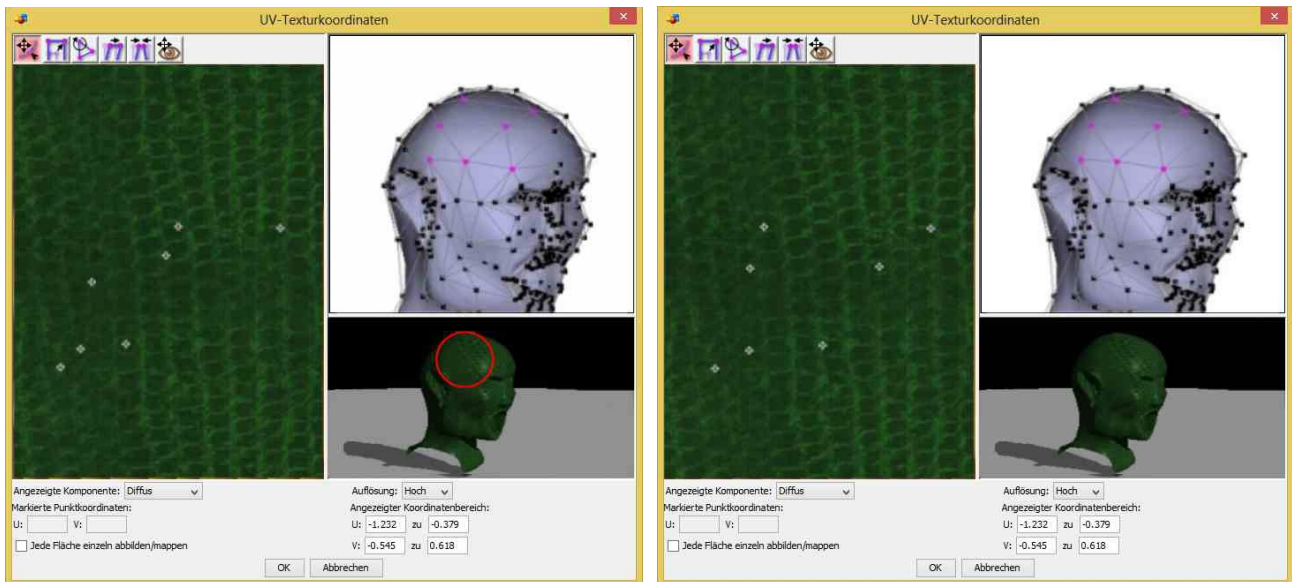 UV-Texturkoordinaten
Angezeigte Komponente: Diffus
Auflösung: Hoch
Markierte Punktkoordinaten:
Angezeigter Koordinatenbereich:
U: V:
U: -1.232 zu -0.379
Jede Fläche einzeln abbilden/mappen
V: -0.545 zu 0.618
OK Abbrechen
UV-Texturkoordinaten
Angezeigte Komponente: Diffus
Auflösung: Hoch
Markierte Punktkoordinaten:
Angezeigter Koordinatenbereich:
U: V:
U: -1.232 zu -0.379
Jede Fläche einzeln abbilden/mappen
V: -0.545 zu 0.618
OK Abbrechen